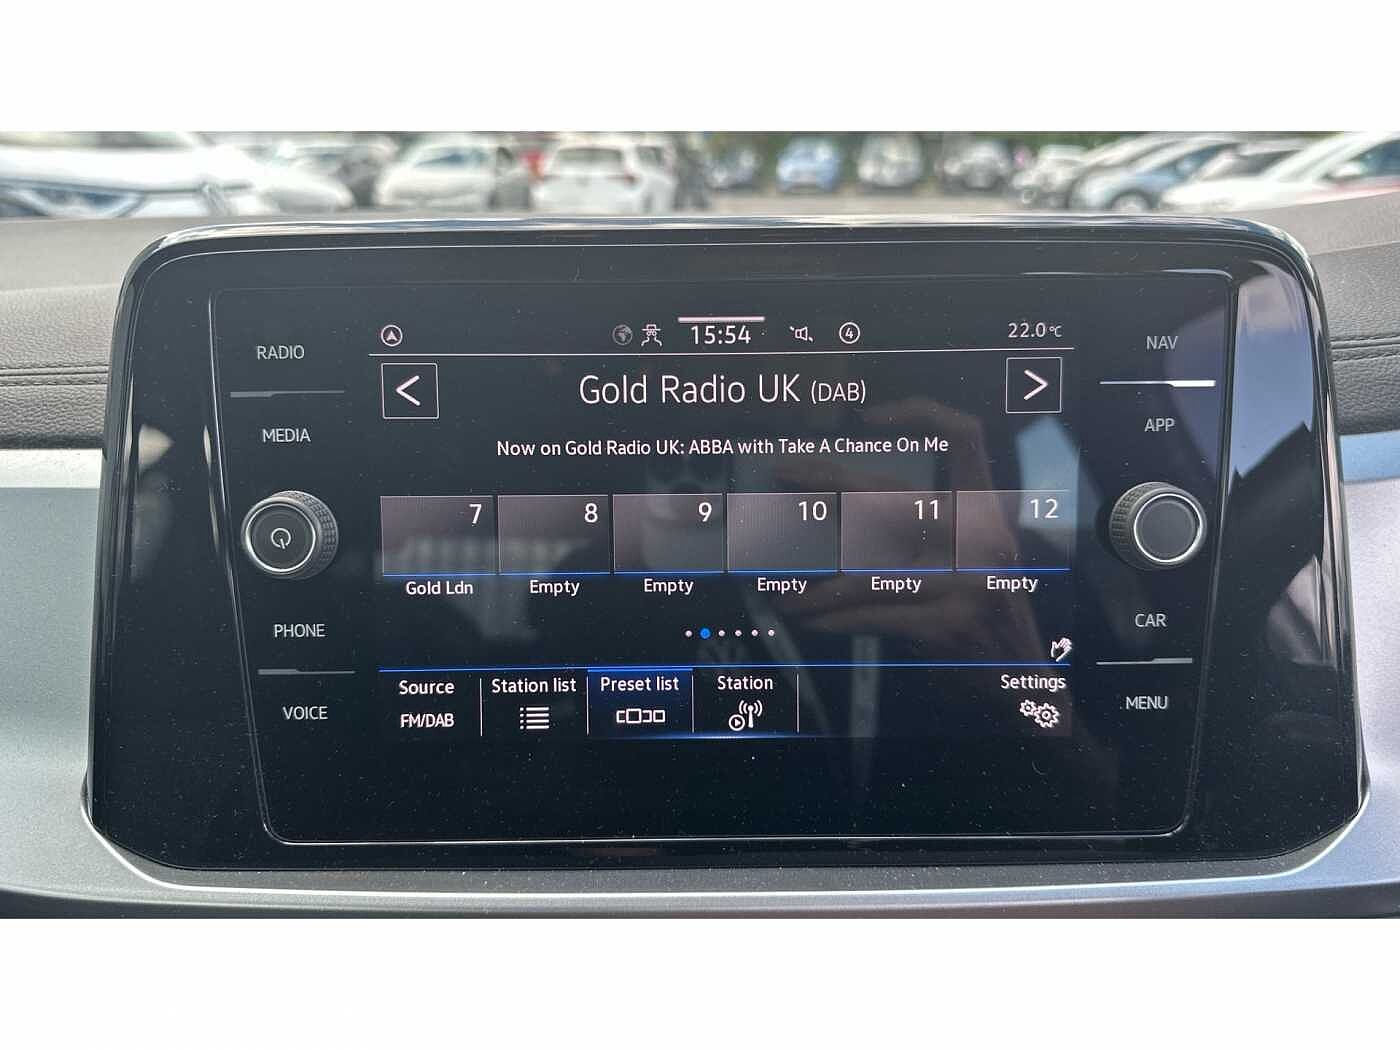 RADIO
MEDIA
PHONE
VOICE
15:54
4
22.0°C
Gold Radio UK (DAB)
Now on Gold Radio UK: ABBA with Take A Chance On Me
7 8 9 10 11 12
Gold Ldn Empty Empty Empty Empty Empty
Source Station list Preset list Station Settings
FM/DAB
NAV
APP
CAR
MENU